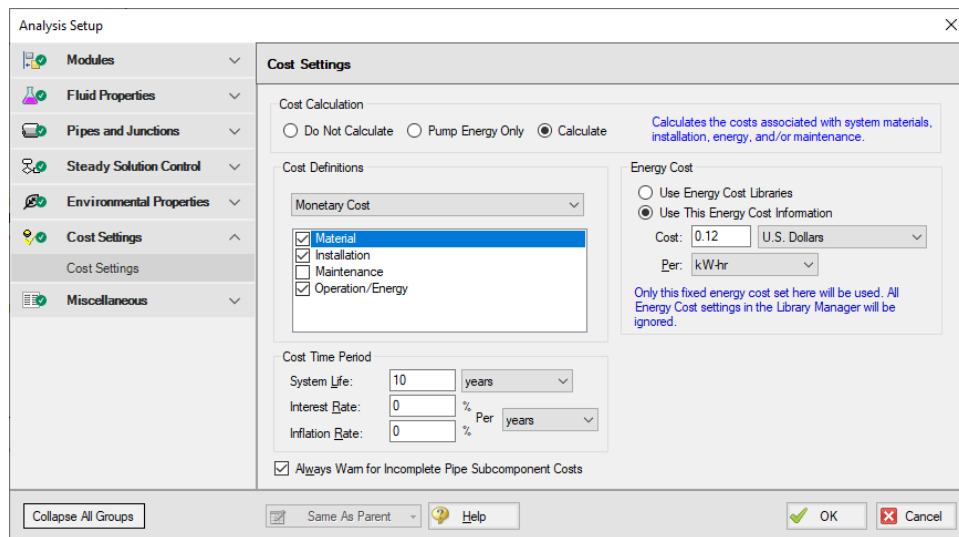 Analysis Setup
Modules
Fluid Properties
Pipes and Junctions
Steady Solution Control
Environmental Properties
Cost Settings
Cost Settings
Miscellaneous
Collapse All Groups
Cost Settings
Cost Calculation
Do Not Calculate
Pump Energy Only
Calculate
Calculates the costs associated with system materials,
installation, energy, and/or maintenance.
Cost Definitions
Monetary Cost
Material
Installation
Maintenance
Operation/Energy
Energy Cost
Use Energy Cost Libraries
Use This Energy Cost Information
Cost: 0.12 U.S. Dollars
Per: kW-hr
Only this fixed energy cost set here will be used. All
Energy Cost settings in the Library Manager will be
ignored.
Cost Time Period
System Life: 10 years
Interest Rate: 0 %
Per years
Inflation Rate: 0 %
Always Warn for Incomplete Pipe Subcomponent Costs
Same As Parent
Help
OK
Cancel